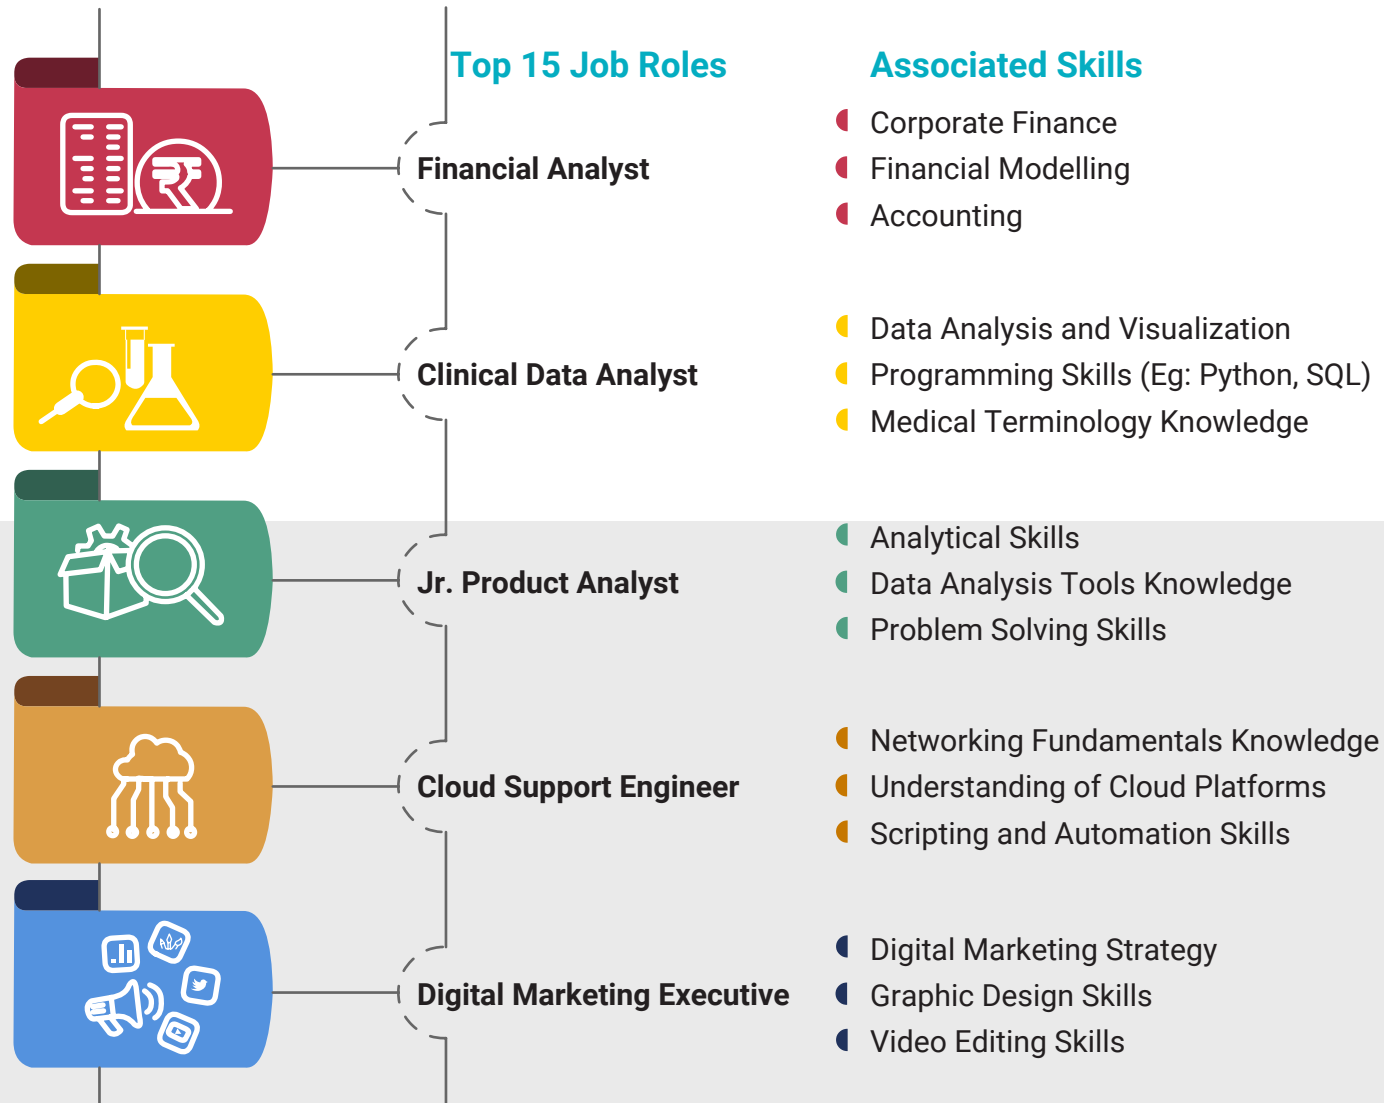 Top 15 Job Roles
Associated Skills
Financial Analyst
Corporate Finance
Financial Modelling
Accounting
Clinical Data Analyst
Data Analysis and Visualization
Programming Skills (Eg: Python, SQL)
Medical Terminology Knowledge
Jr. Product Analyst
Analytical Skills
Data Analysis Tools Knowledge
Problem Solving Skills
Cloud Support Engineer
Networking Fundamentals Knowledge
Understanding of Cloud Platforms
Scripting and Automation Skills
Digital Marketing Executive
Digital Marketing Strategy
Graphic Design Skills
Video Editing Skills